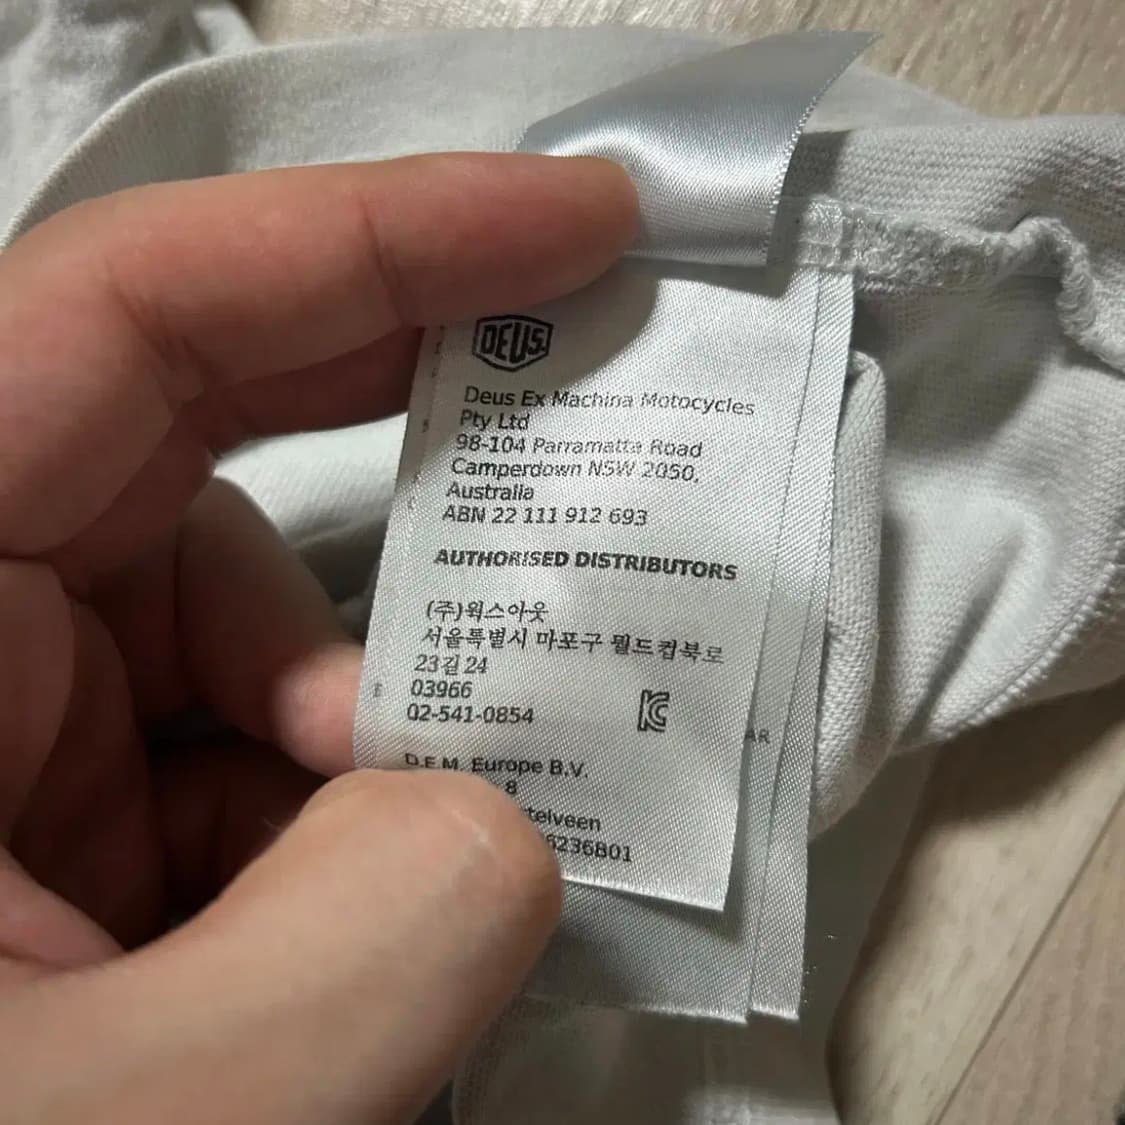 DEUS.
Deus Ex Machina Motocycles
Pty Ltd
98-104 Parramatta Road
Camperdown NSW 2050,
Australia
ABN 22 111 912 693
AUTHORISED DISTRIBUTORS
(주)웍스아웃
서울특별시 마포구 월드컵북로
23길 24
03966
02-541-0854
D.E.M. Europe B.V.
8